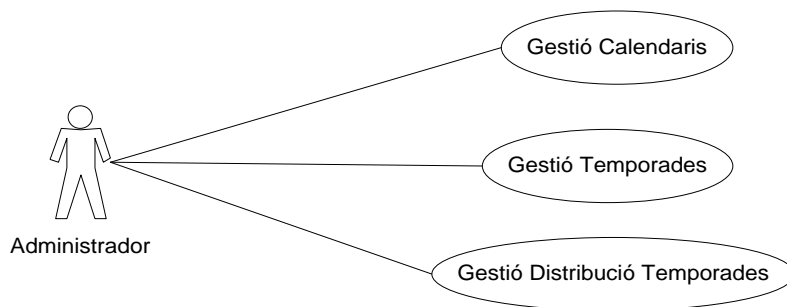 Gestió Calendaris
Gestió Temporades
Administrador
Gestió Distribució Temporades